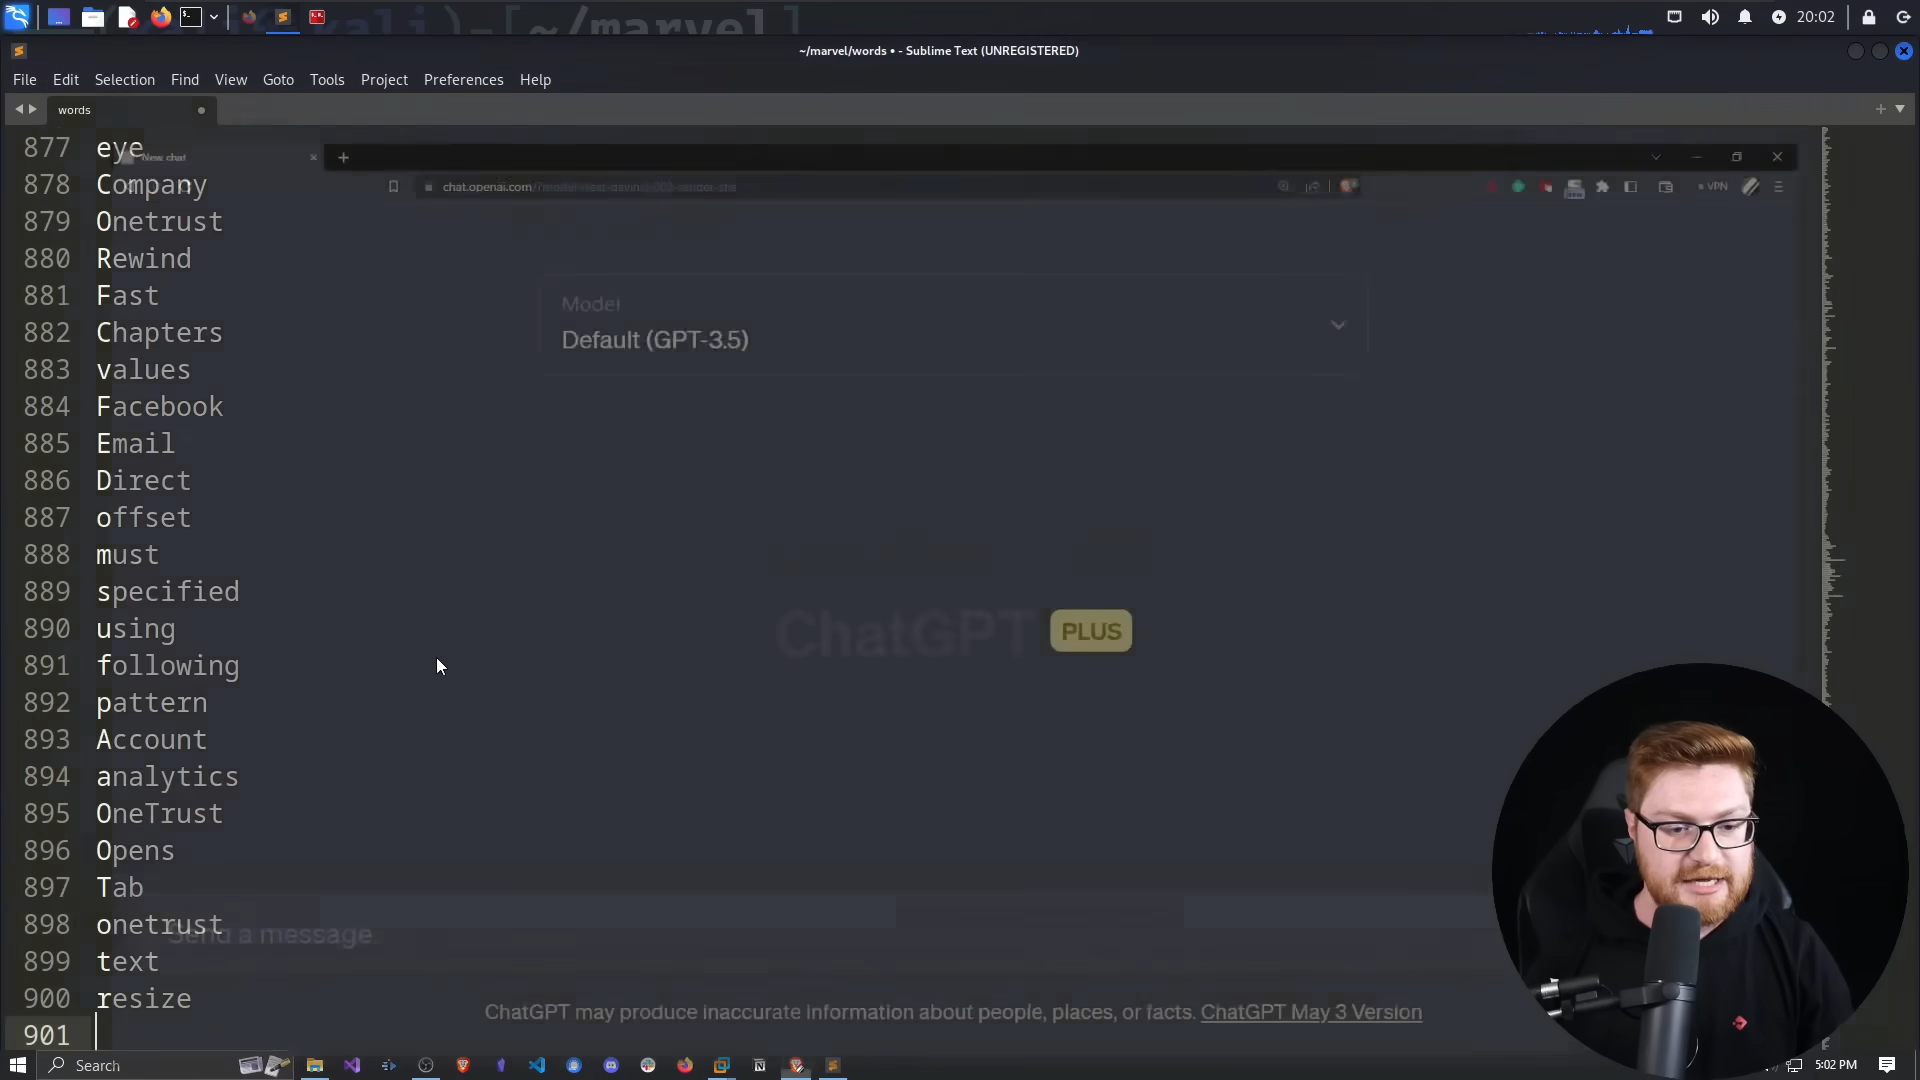 kali)-[~/marvel]
20:02
~/marvel/words • - Sublime Text (UNREGISTERED)
File Edit Selection Find View Goto Tools Project Preferences Help
words
877 eye
New chat
878 Company
chat.openai.com/
VPN
879 Onetrust
880 Rewind
881 Fast
Model
882 Chapters
Default (GPT-3.5)
883 values
884 Facebook
885 Email
886 Direct
887 offset
888 must
889 specified
890 using
ChatGPT PLUS
891 following
892 pattern
893 Account
894 analytics
895 OneTrust
896 Opens
897 Tab
898 onetrust
Send a message
899 text
900 resize
ChatGPT may produce inaccurate information about people, places, or facts. ChatGPT May 3 Version
901
Search
5:02 PM